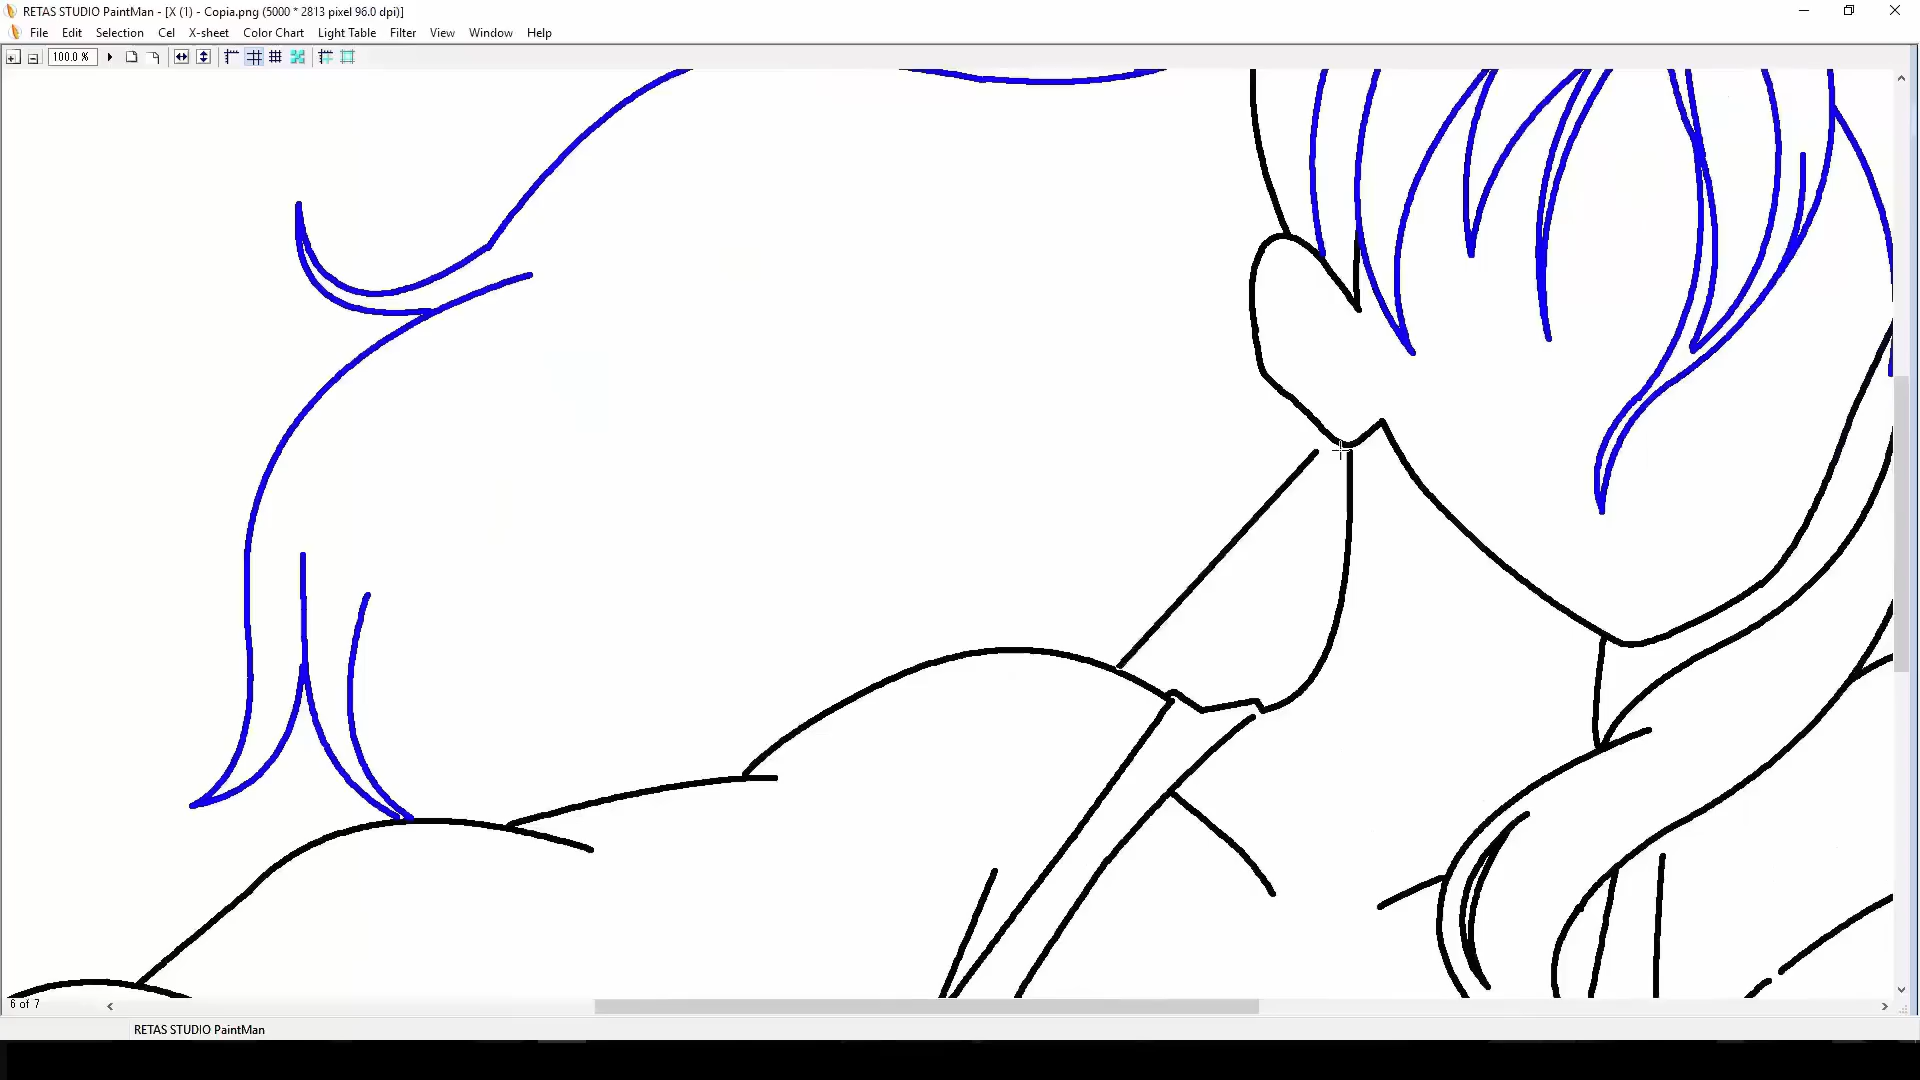 RETAS STUDIO PaintMan - [X (1) - Copia.png (5000 * 2813 pixel 96.0 dpi)]
File Edit Selection Cel X-sheet Color Chart Light Table Filter View Window Help
100.0 %
6 of 7
RETAS STUDIO PaintMan